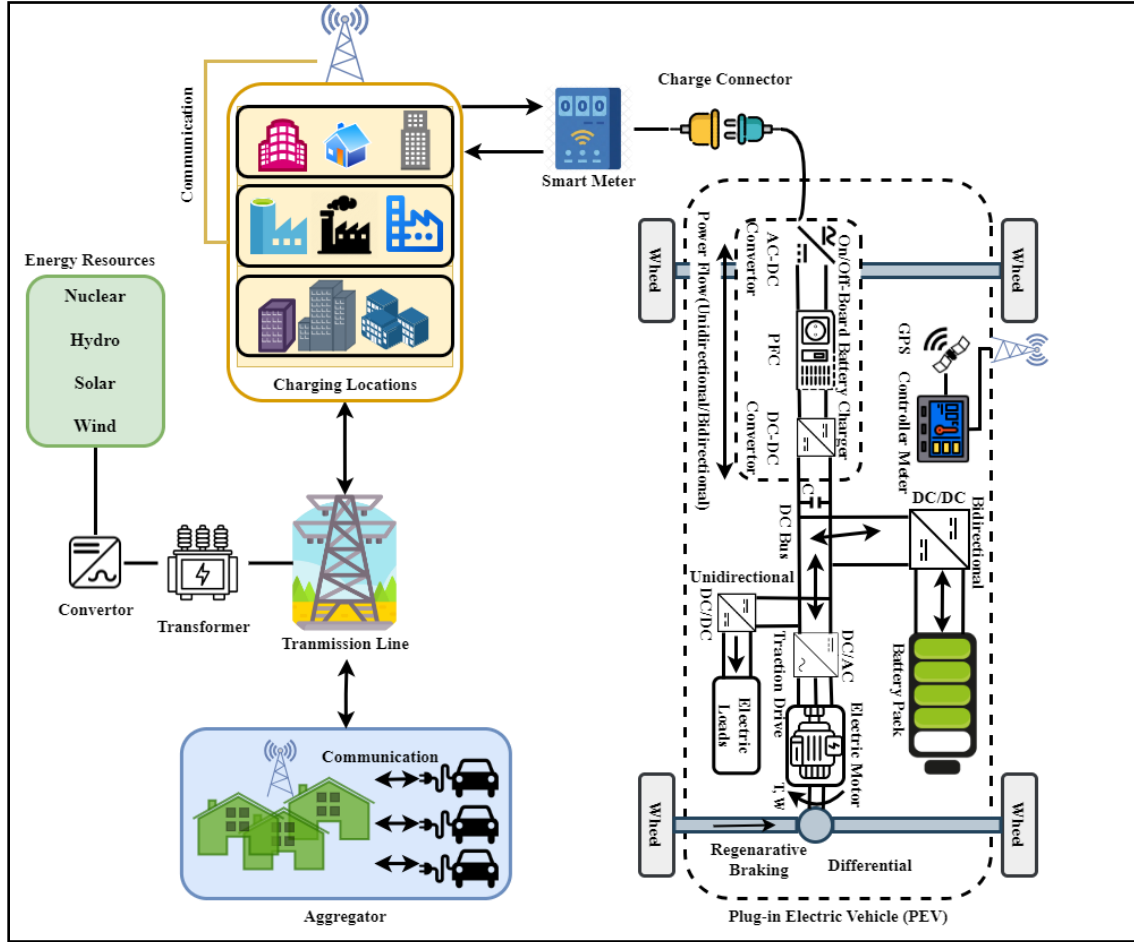 Communication
Charge Connector
000
Smart Meter
Energy Resources
Nuclear
Hydro
Solar
Wind
Charging Locations
Convertor
Transformer
Tranmission Line
Communication
Aggregator
Wheel
Wheel
Power Flow(Unidirectional/Bidirectional)
AC-DC
Convertor
On/Off-Board Battery Charger
PFC
DC-DC
Convertor
GPS
Controller Meter
C
DC Bus
DC/DC
Bidirectional
Unidirectional
DC/DC
DC/AC
Traction Drive
Electric
Loads
Electric Motor
Battery Pack
T,W
Wheel
Wheel
Regenarative
Braking
Differential
Plug-in Electric Vehicle (PEV)